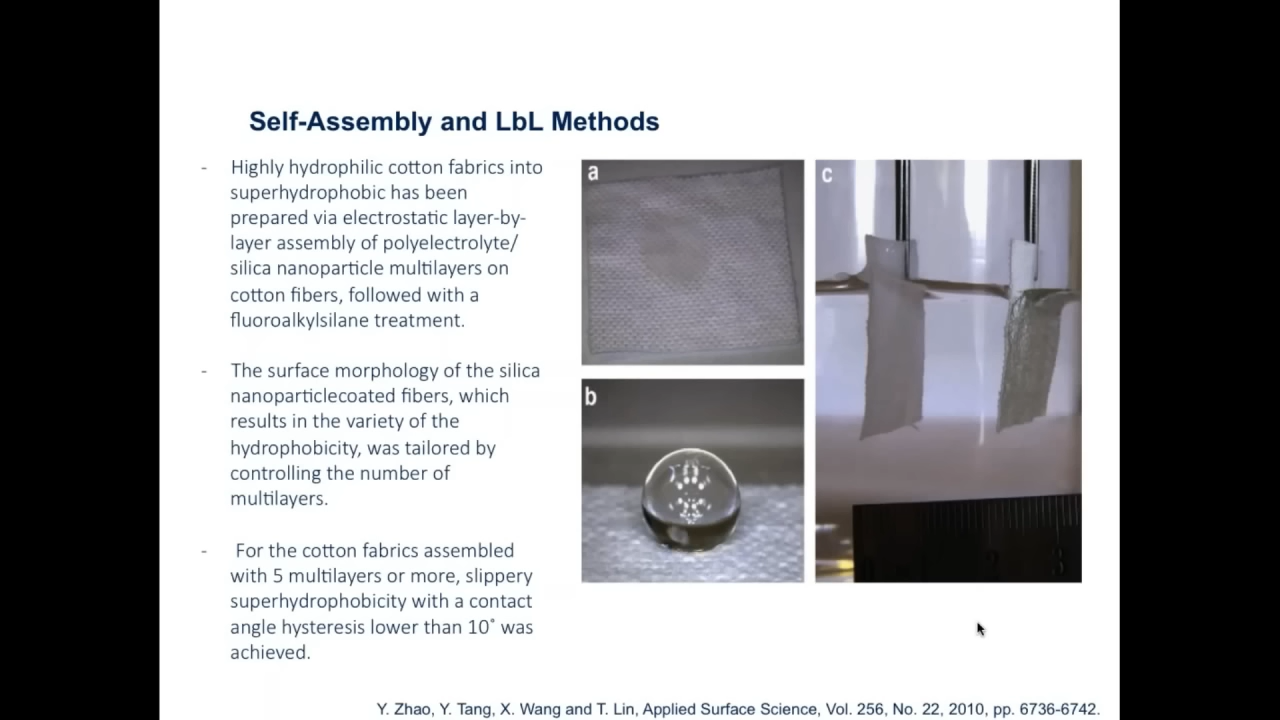 Self-Assembly and LbL Methods
- Highly hydrophilic cotton fabrics into
superhydrophobic has been
prepared via electrostatic layer-by-
layer assembly of polyelectrolyte/
silica nanoparticle multilayers on
cotton fibers, followed with a
fluoroalkylsilane treatment.
- The surface morphology of the silica
nanoparticlecoated fibers, which
results in the variety of the
hydrophobicity, was tailored by
controlling the number of
multilayers.
- For the cotton fabrics assembled
with 5 multilayers or more, slippery
superhydrophobicity with a contact
angle hysteresis lower than 10˚ was
achieved.
a
b
c
Y. Zhao, Y. Tang, X. Wang and T. Lin, Applied Surface Science, Vol. 256, No. 22, 2010, pp. 6736-6742.